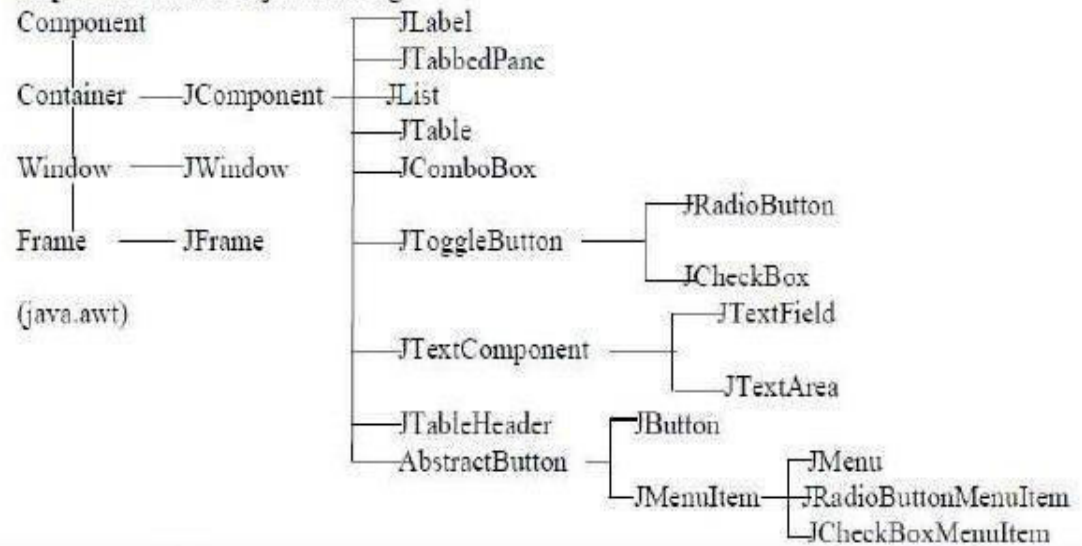 Component
JLabel
JTabbedPane
Container
JComponent
JList
JTable
Window
JWindow
JComboBox
JRadioButton
Frame
JFrame
JToggleButton
JCheckBox
(java.awt)
JTextField
JTextComponent
JTextArea
JTableHeader
JButton
AbstractButton
JMenu
JMenuItem
JRadioButtonMenuItem
JCheckBoxMenuItem